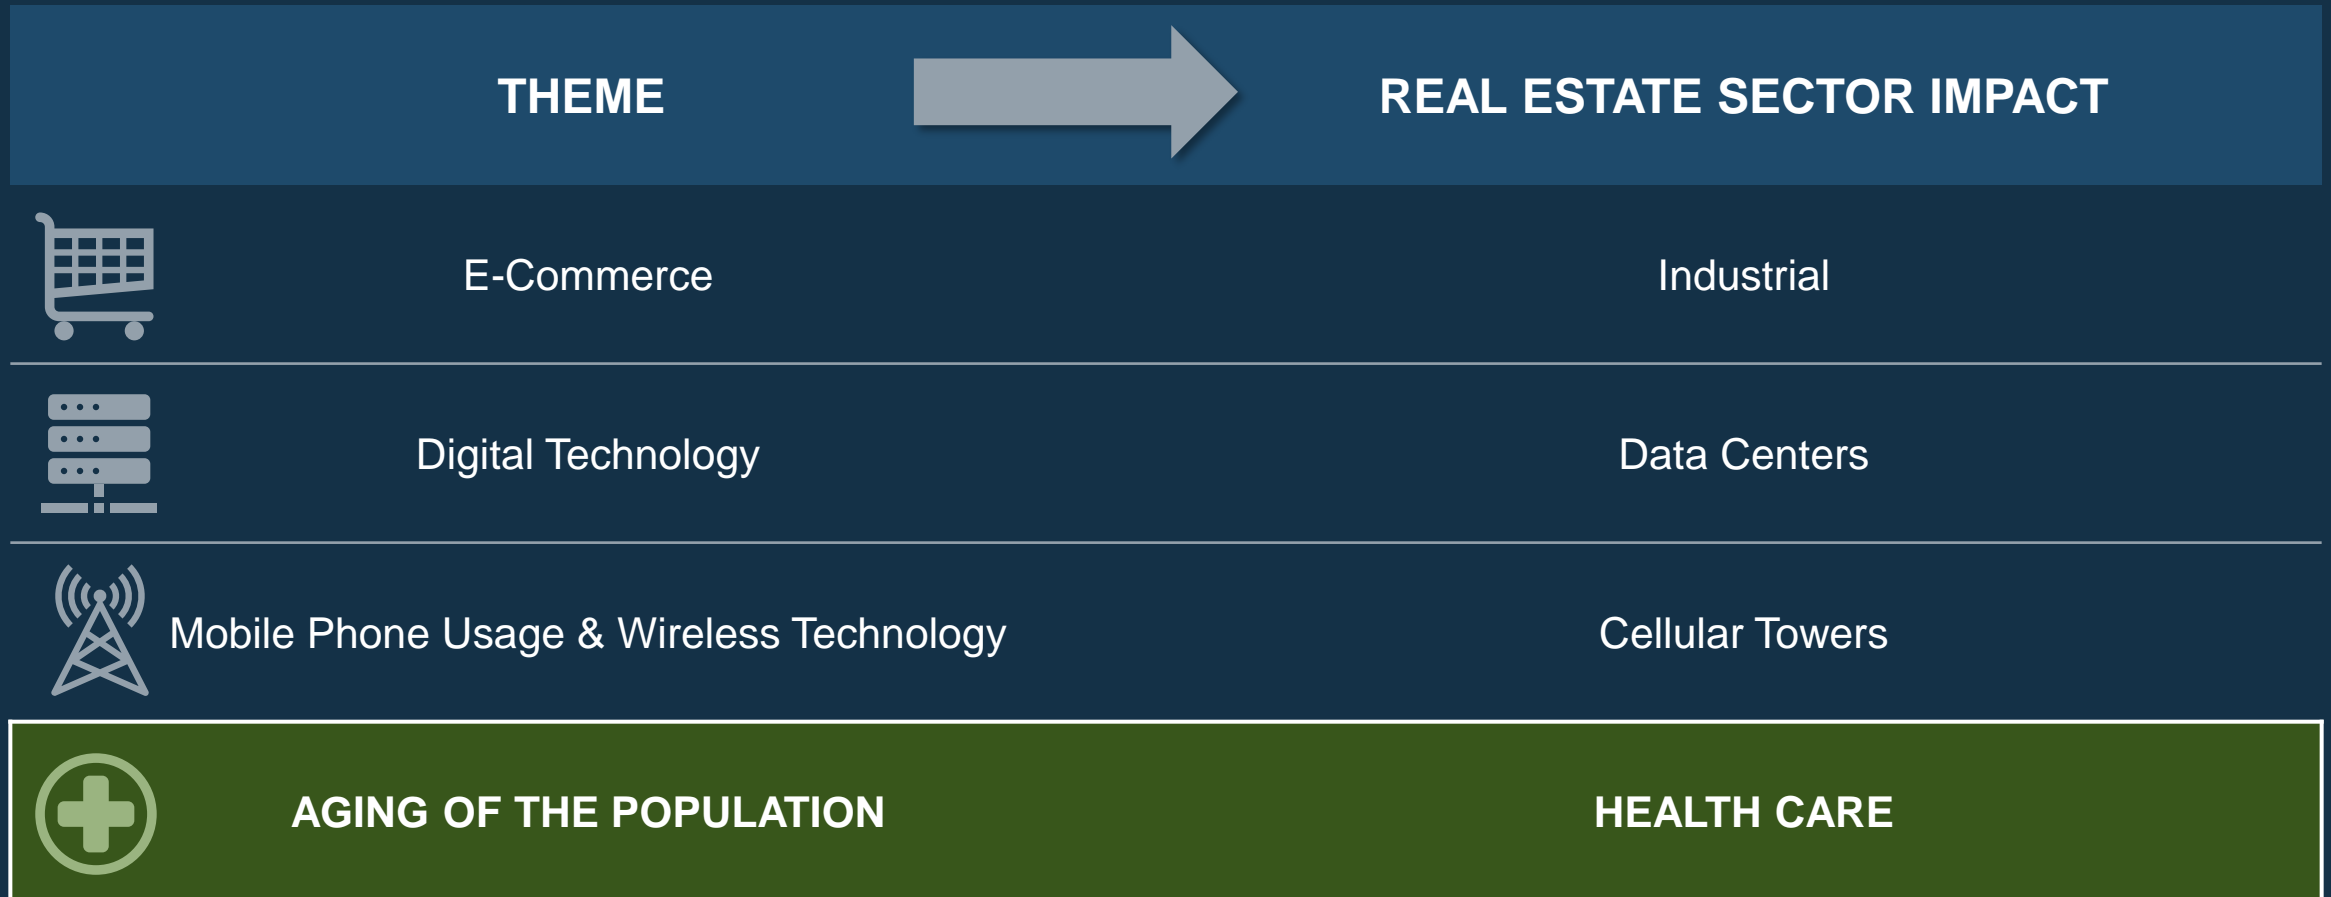 THEME
REAL ESTATE SECTOR IMPACT
E-Commerce
Industrial
Digital Technology
Data Centers
Mobile Phone Usage & Wireless Technology
Cellular Towers
AGING OF THE POPULATION
HEALTH CARE